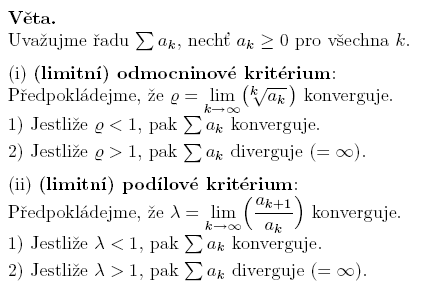 Věta.
Uvažujme řadu ∑ a_k, nechť a_k ≥ 0 pro všechna k.
(i) (limitní) odmocninové kritérium:
Předpokládejme, že ϱ = lim_{k→∞} (ᵏ√a_k) konverguje.
1) Jestliže ϱ < 1, pak ∑ a_k konverguje.
2) Jestliže ϱ > 1, pak ∑ a_k diverguje (= ∞).
(ii) (limitní) podílové kritérium:
Předpokládejme, že λ = lim_{k→∞} (a_{k+1}/a_k) konverguje.
1) Jestliže λ < 1, pak ∑ a_k konverguje.
2) Jestliže λ > 1, pak ∑ a_k diverguje (= ∞).